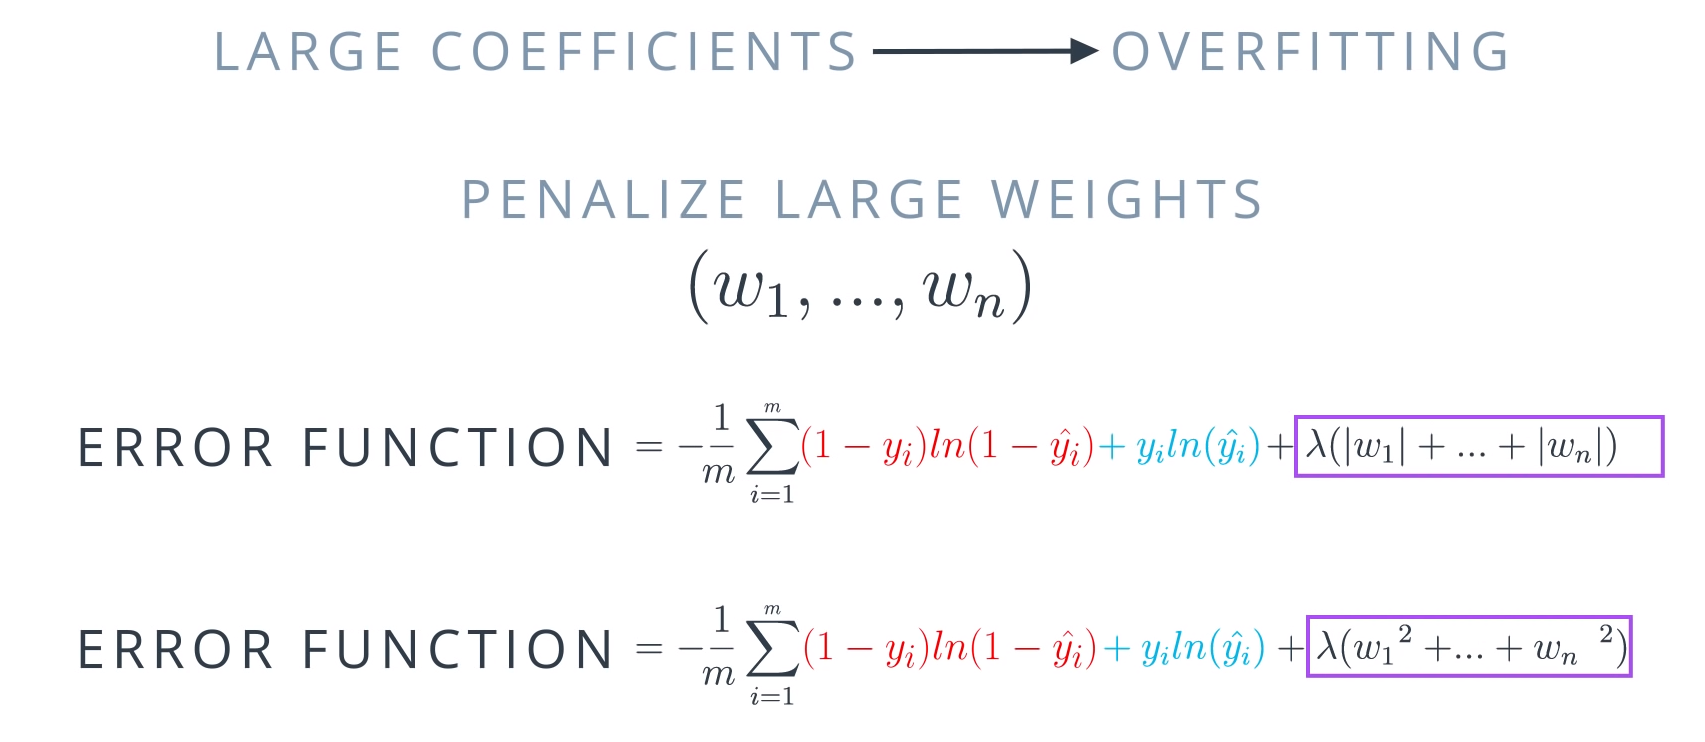 LARGE COEFFICIENTS → OVERFITTING
PENALIZE LARGE WEIGHTS
(w₁, ..., wₙ)
ERROR FUNCTION = −1/m ∑ᵢ₌₁ᵐ (1 − yᵢ)ln(1 − ŷᵢ) + yᵢln(ŷᵢ) + λ(|w₁| + ... + |wₙ|)
ERROR FUNCTION = −1/m ∑ᵢ₌₁ᵐ (1 − yᵢ)ln(1 − ŷᵢ) + yᵢln(ŷᵢ) + λ(w₁² + ... + wₙ²)